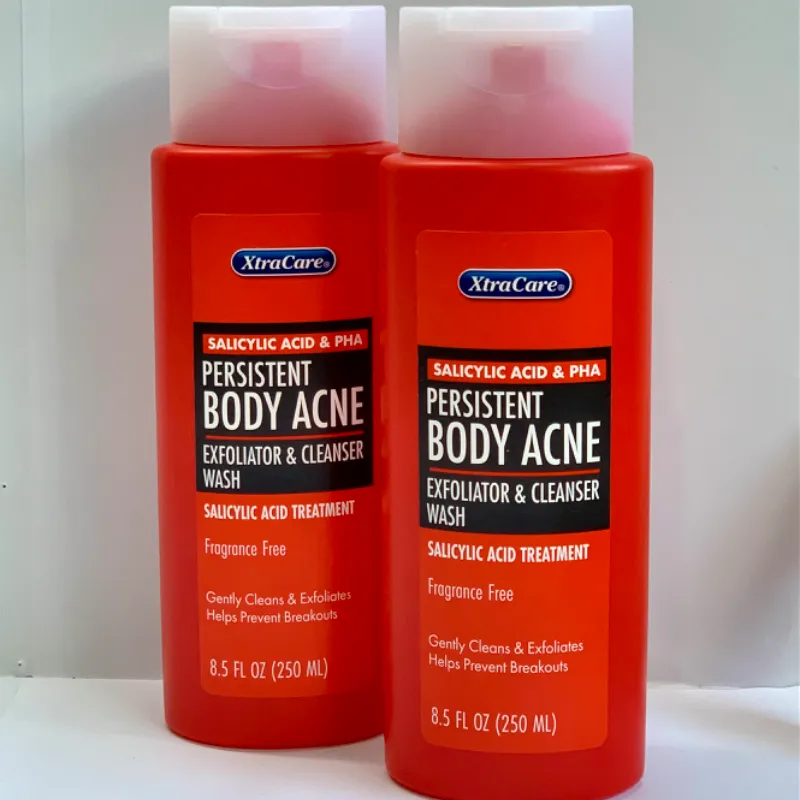 XtraCare®
SALICYLIC ACID & PHA
PERSISTENT
BODY ACNE
EXFOLIATOR & CLEANSER
WASH
SALICYLIC ACID TREATMENT
Fragrance Free
Gently Cleans & Exfoliates
Helps Prevent Breakouts
8.5 FL OZ (250 ML)
XtraCare®
SALICYLIC ACID & PHA
PERSISTENT
BODY ACNE
EXFOLIATOR & CLEANSER
WASH
SALICYLIC ACID TREATMENT
Fragrance Free
Gently Cleans & Exfoliates
Helps Prevent Breakouts
8.5 FL OZ (250 ML)